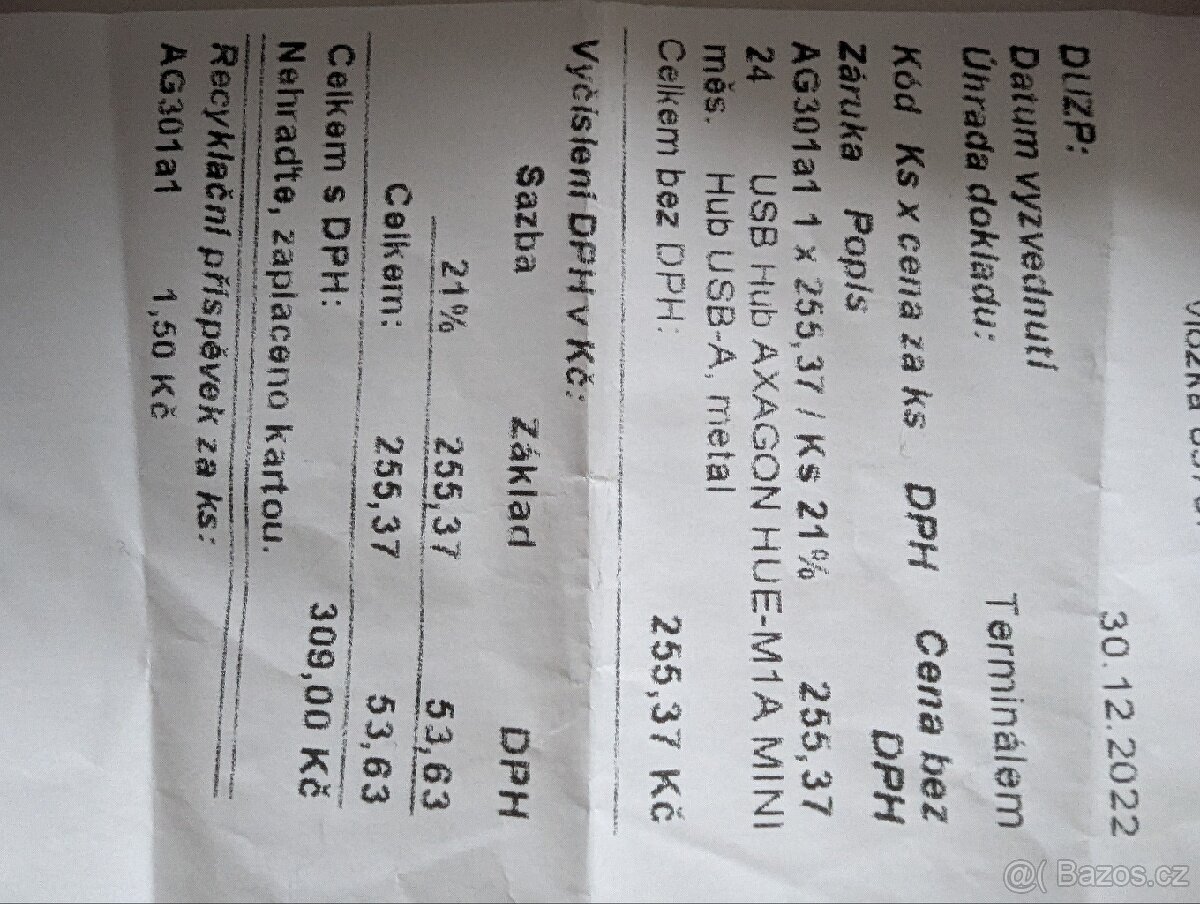 DUZP: 30.12.2022
Datum vyzvednutí
Úhrada dokladu: Terminálem
Kód Ks x cena za ks DPH Cena bez
Záruka Popis DPH
AG301a1 1 x 255,37 / Ks 21% 255,37
24 USB Hub AXAGON HUE-M1A MINI
měs. Hub USB-A, metal
Celkem bez DPH: 255,37 Kč
Vyčíslení DPH v Kč:
Sazba Základ DPH
21% 255,37 53,63
Celkem: 255,37 53,63
Celkem s DPH: 309,00 Kč
Nehraďte, zaplaceno kartou.
Recyklační příspěvek za ks:
AG301a1 1,50 Kč
@( Bazos.cz